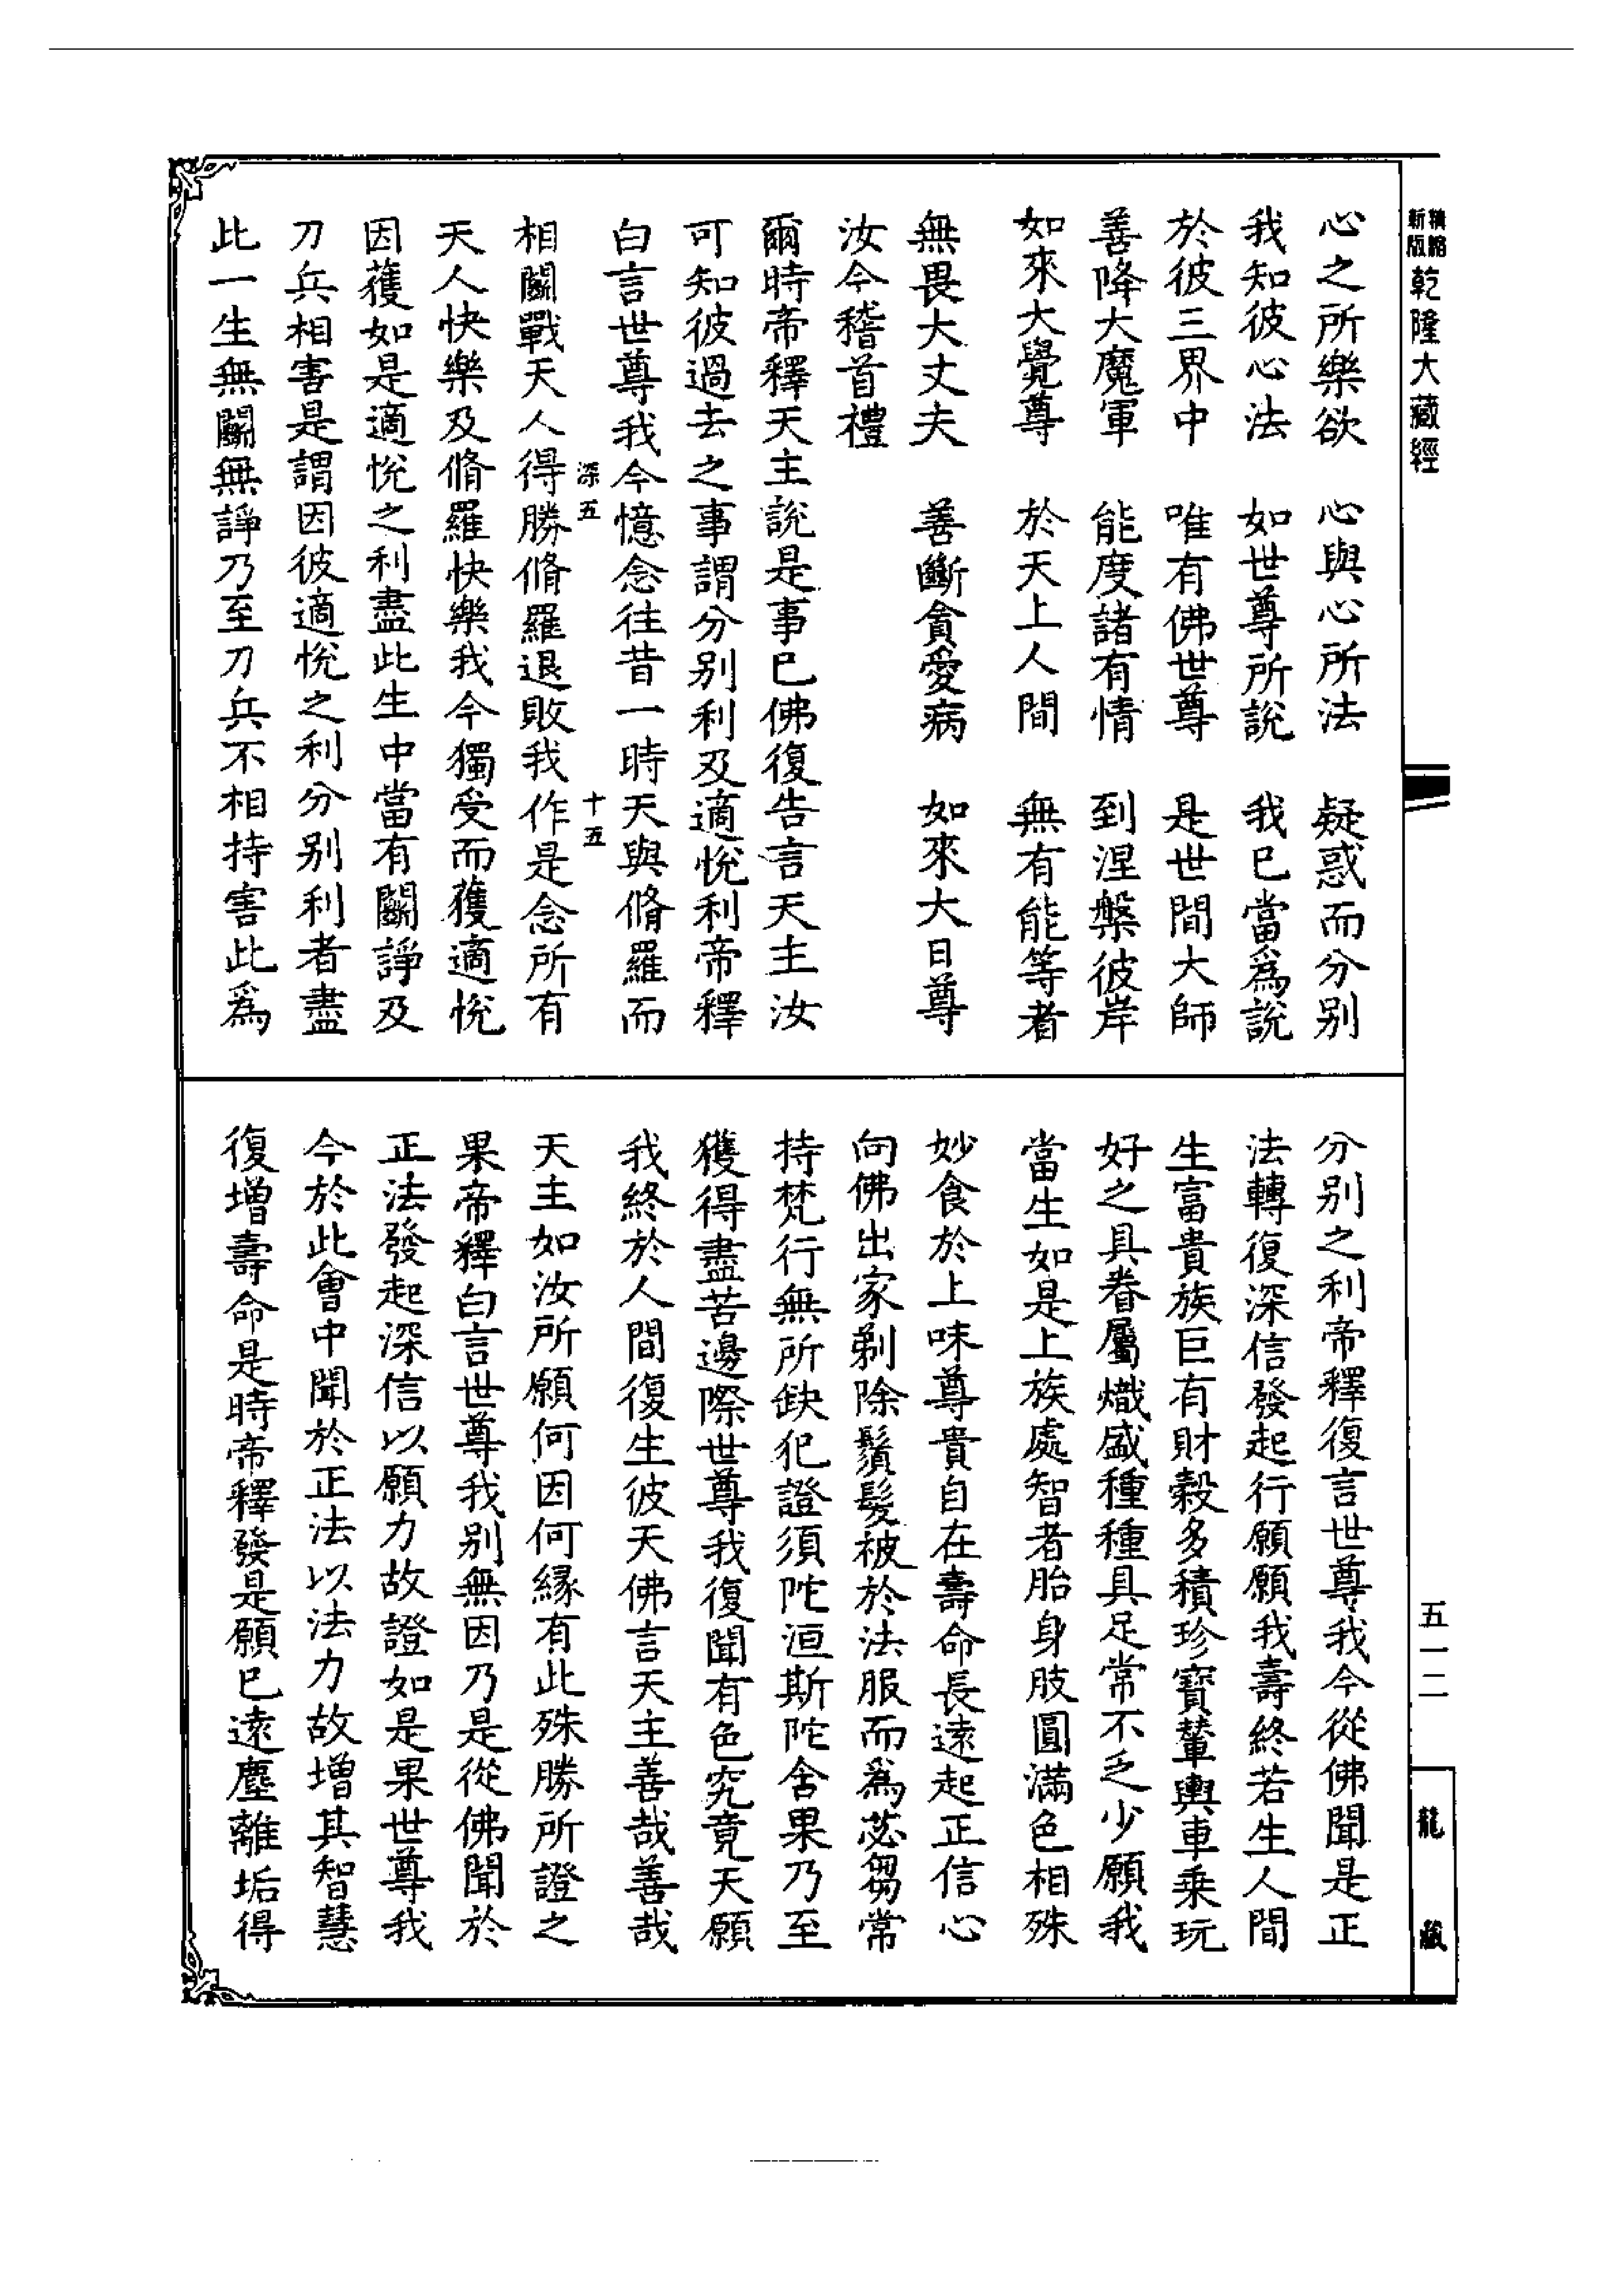 精縮
新版
乾隆大藏經
心之所樂欲　心與心所法　疑惑而分別
我知彼心法　如世尊所說　我已當爲說
於彼三界中　唯有佛世尊　是世間大師
善降大魔軍　能度諸有情　到涅槃彼岸
如來大覺尊　於天上人間　無有能等者
無畏大丈夫　善斷貪愛病　如來大日尊
汝今稽首禮
爾時帝釋天主說是事已佛復告言天主汝
可知彼過去之事謂分別利及適悅利帝釋
白言世尊我今憶念往昔一時天與脩羅而
深五　十五
相鬬戰天人得勝脩羅退敗我作是念所有
天人快樂及脩羅快樂我今獨受而獲適悅
因獲如是適悅之利盡此生中當有鬬諍及
刀兵相害是謂因彼適悅之利分別利者盡
此一生無鬬無諍乃至刀兵不相持害此爲
分別之利帝釋復言世尊我今從佛聞是正
法轉復深信發起行願願我壽終若生人間
生富貴族巨有財穀多積珍寶輦輿車乗玩
好之具眷屬熾盛種種具足常不乏少願我
當生如是上族處智者胎身肢圓滿色相殊
妙食於上味尊貴自在壽命長遠起正信心
向佛出家剃除鬚髮被於法服而爲苾芻常
持梵行無所缺犯證須陀洹斯陀含果乃至
獲得盡苦邊際世尊我復聞有色究竟天願
我終於人間復生彼天佛言天主善哉善哉
天主如汝所願何因何緣有此殊勝所證之
果帝釋白言世尊我別無因乃是從佛聞於
正法發起深信以願力故證如是果世尊我
今於此會中聞於正法以法力故增其智慧
復增壽命是時帝釋發是願已遠塵離垢得
五一二
龍藏